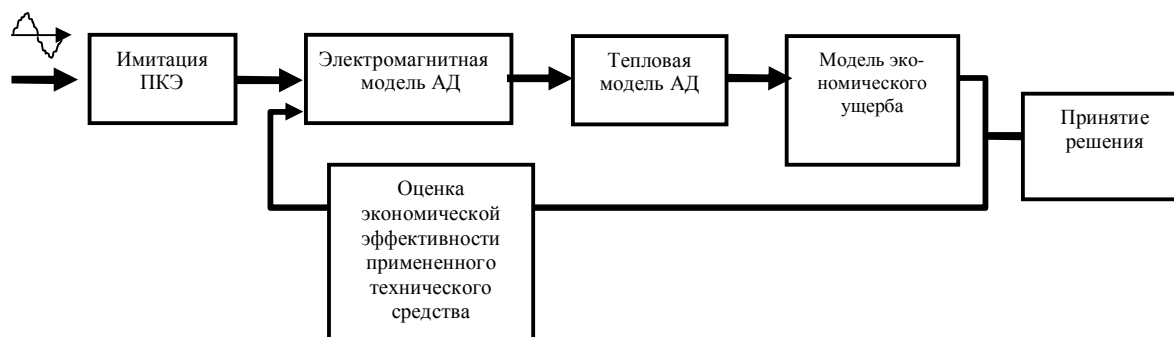 Имитация
ПКЭ
Электромагнитная
модель АД
Тепловая
модель АД
Модель эко-
номического
ущерба
Принятие
решения
Оценка
экономической
эффективности
примененного
технического
средства